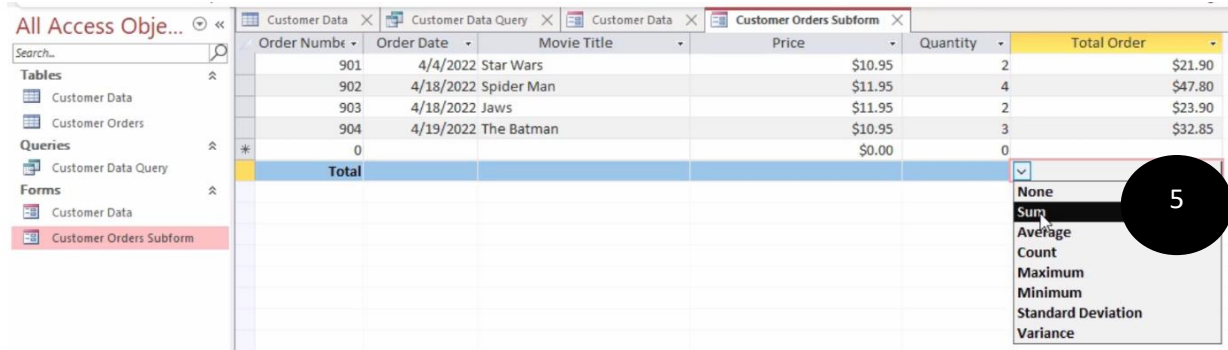 All Access Obje...
Search...
Tables
Customer Data
Customer Orders
Queries
Customer Data Query
Forms
Customer Data
Customer Orders Subform
Customer Data Customer Data Query Customer Data Customer Orders Subform
Order Numbe Order Date Movie Title Price Quantity Total Order
901 4/4/2022 Star Wars $10.95 2 $21.90
902 4/18/2022 Spider Man $11.95 4 $47.80
903 4/18/2022 Jaws $11.95 2 $23.90
904 4/19/2022 The Batman $10.95 3 $32.85
* 0 $0.00 0
Total
None
Sum
Average
Count
Maximum
Minimum
Standard Deviation
Variance
5